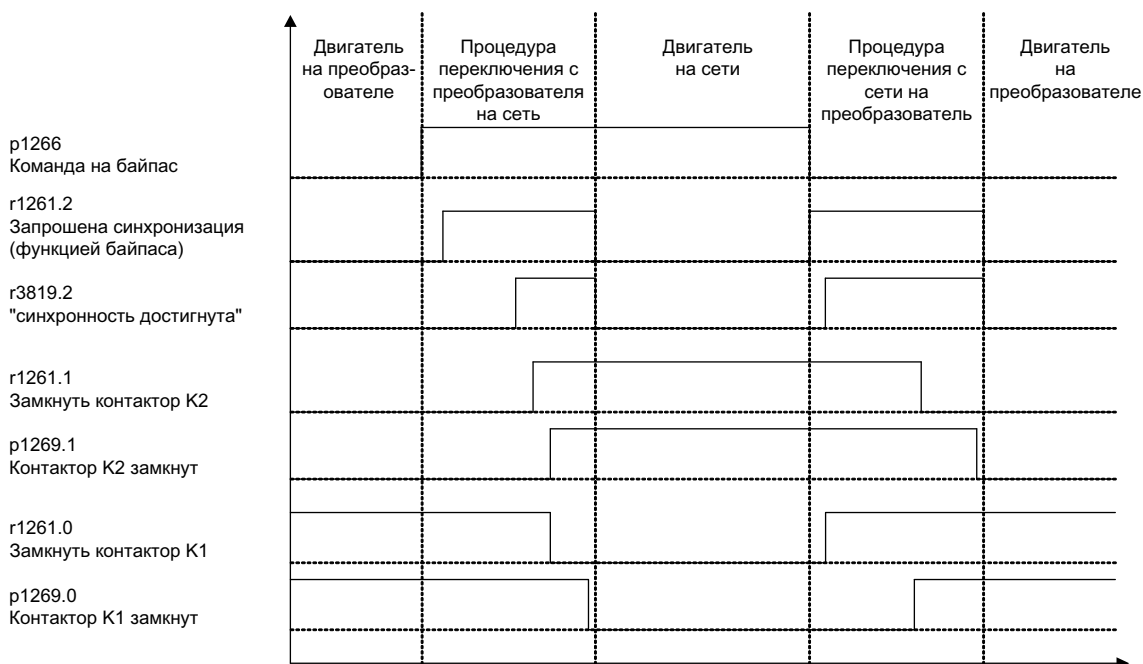 Двигатель
на преобраз-
ователе
Процедура
переключения с
преобразователя
на сеть
Двигатель
на сети
Процедура
переключения с
сети на
преобразователь
Двигатель
на
преобразователе
p1266
Команда на байпас
r1261.2
Запрошена синхронизация
(функцией байпаса)
r3819.2
"синхронность достигнута"
r1261.1
Замкнуть контактор K2
p1269.1
Контактор K2 замкнут
r1261.0
Замкнуть контактор K1
p1269.0
Контактор K1 замкнут